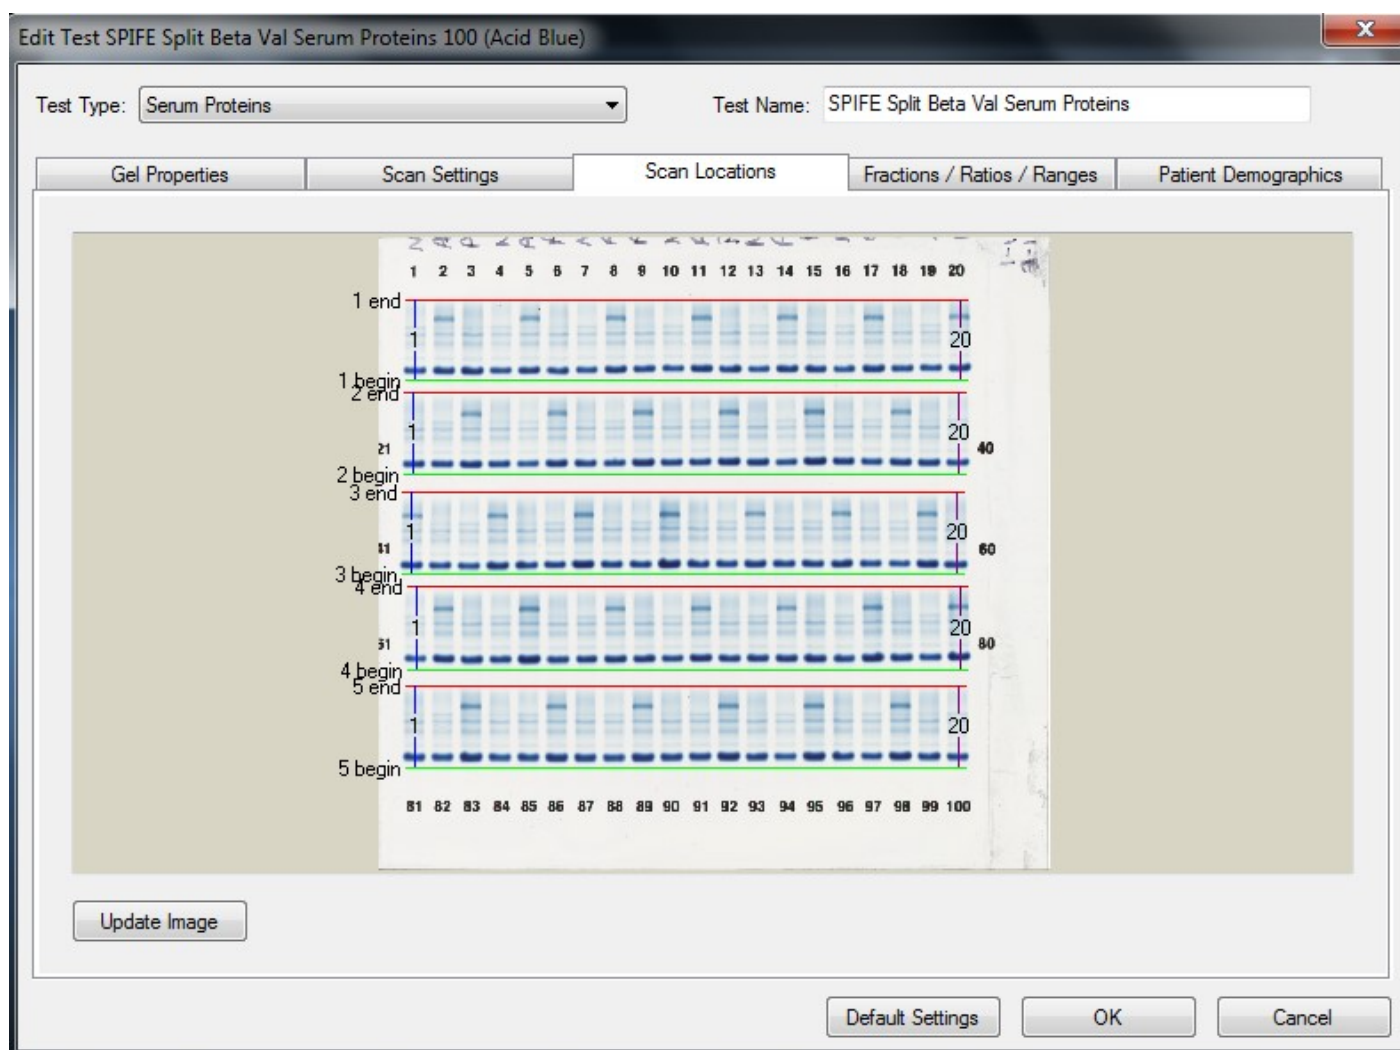 Edit Test SPIFE Split Beta Val Serum Proteins 100 (Acid Blue)
Test Type: Serum Proteins Test Name: SPIFE Split Beta Val Serum Proteins
Gel Properties Scan Settings Scan Locations Fractions / Ratios / Ranges Patient Demographics
1 2 3 4 5 6 7 8 9 10 11 12 13 14 15 16 17 18 19 20
1 end
1 20
1 begin
2 end
1 20
21 40
2 begin
3 end
1 20
41 60
3 begin
4 end
1 20
61 80
4 begin
5 end
1 20
5 begin
81 82 83 84 85 86 87 88 89 90 91 92 93 94 95 96 97 98 99 100
Update Image
Default Settings OK Cancel